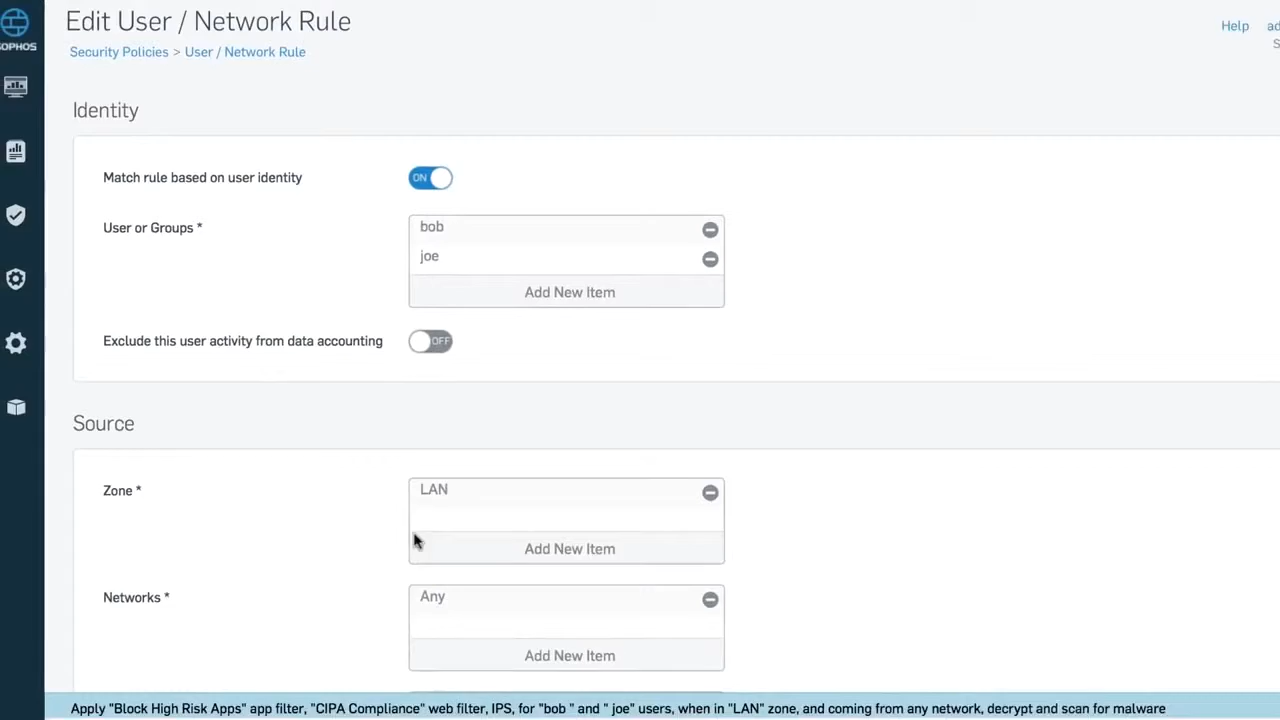 Edit User / Network Rule
Help
ad
SOPHOS
Security Policies > User / Network Rule
S
Identity
Match rule based on user identity
ON
User or Groups *
bob
joe
Add New Item
Exclude this user activity from data accounting
OFF
Source
Zone *
LAN
Add New Item
Networks *
Any
Add New Item
Apply "Block High Risk Apps" app filter, "CIPA Compliance" web filter, IPS, for "bob " and " joe" users, when in "LAN" zone, and coming from any network, decrypt and scan for malware